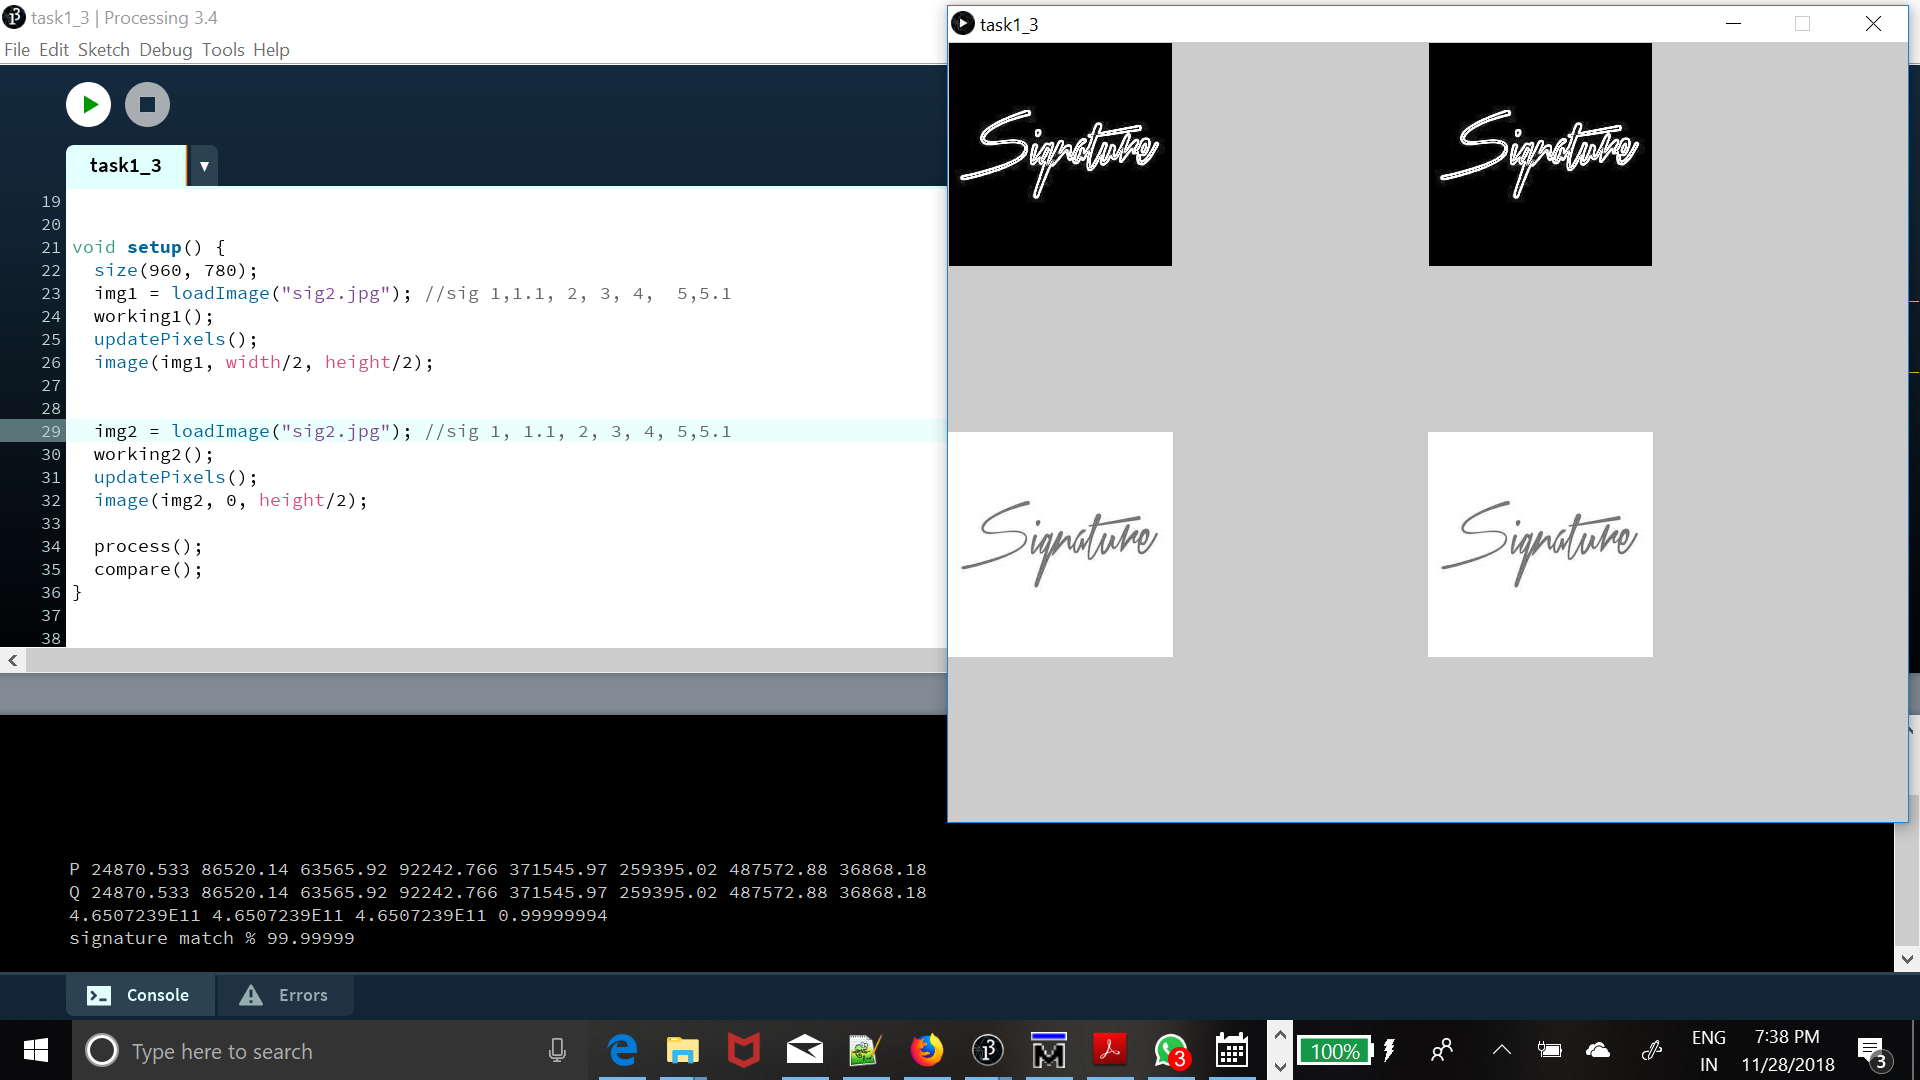 task1_3 | Processing 3.4
File Edit Sketch Debug Tools Help
task1_3
19
20
21 void setup() {
22 size(960, 780);
23 img1 = loadImage("sig2.jpg"); //sig 1,1.1, 2, 3, 4,  5,5.1
24 working1();
25 updatePixels();
26 image(img1, width/2, height/2);
27
28
29 img2 = loadImage("sig2.jpg"); //sig 1, 1.1, 2, 3, 4, 5,5.1
30 working2();
31 updatePixels();
32 image(img2, 0, height/2);
33
34 process();
35 compare();
36 }
37
38
task1_3
Signature
Signature
Signature
Signature
P 24870.533 86520.14 63565.92 92242.766 371545.97 259395.02 487572.88 36868.18
Q 24870.533 86520.14 63565.92 92242.766 371545.97 259395.02 487572.88 36868.18
4.6507239E11 4.6507239E11 4.6507239E11 0.99999994
signature match % 99.99999
Console Errors
Type here to search
3
100%
ENG
IN
7:38 PM
11/28/2018
3